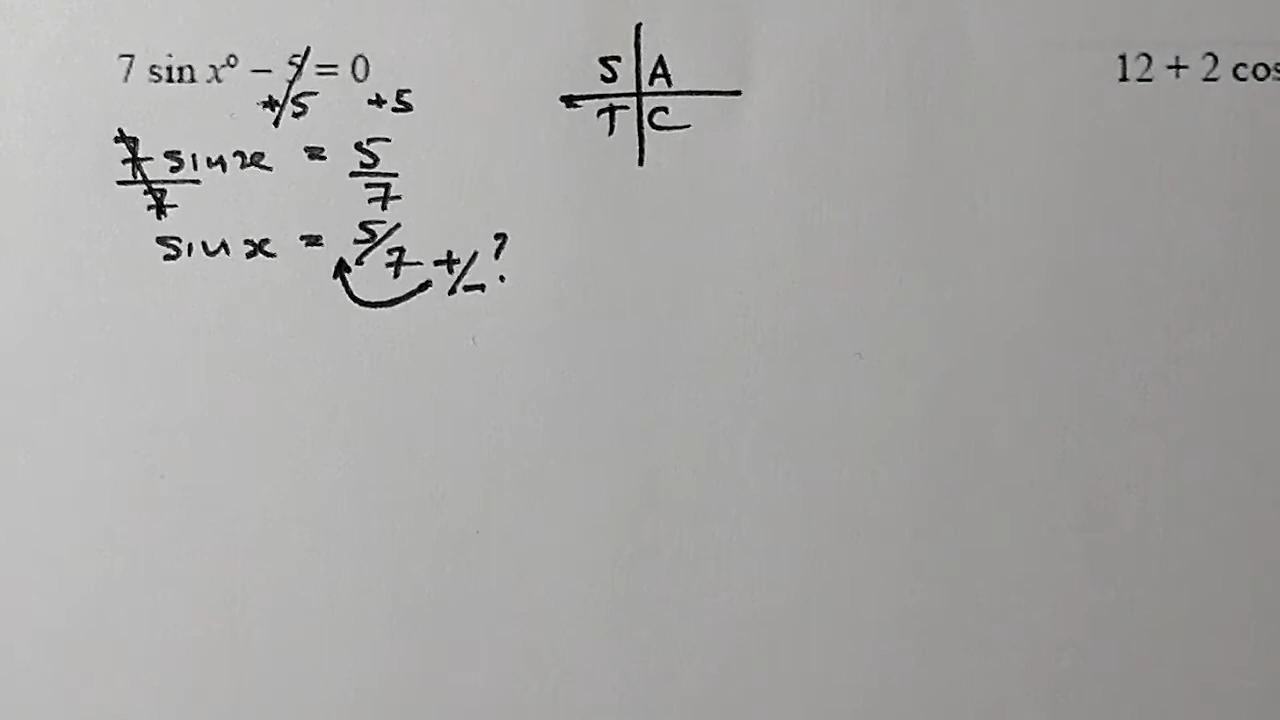 7 sin x° – 5 = 0
+5 +5
7 sin x = 5
7 7
sin x = 5/7 +/- ?
S A
T C
12 + 2 cos